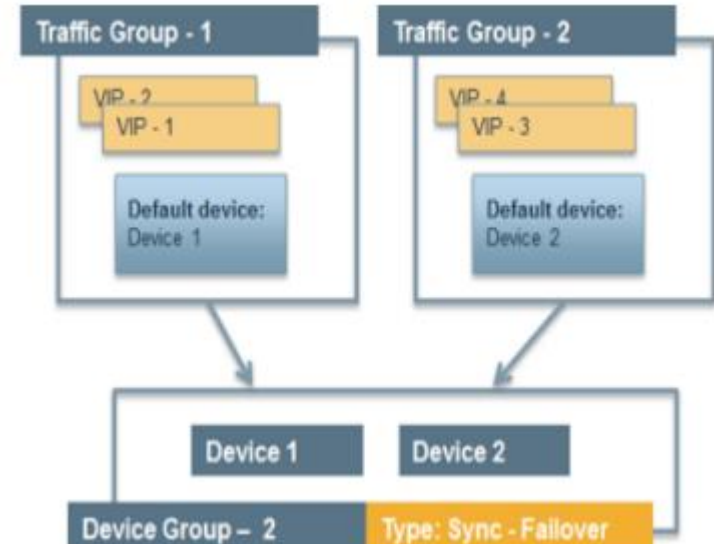 Traffic Group - 1
VIP - 2
VIP - 1
Default device:
Device 1
Traffic Group - 2
VIP - 4
VIP - 3
Default device:
Device 2
Device 1
Device 2
Device Group – 2
Type: Sync - Failover